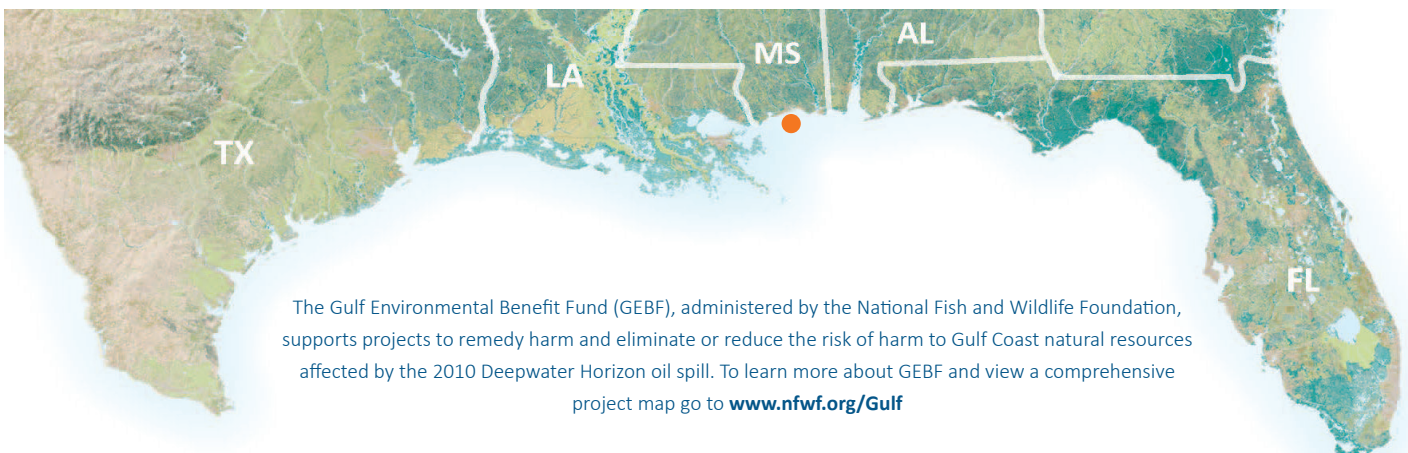 AL
MS
LA
TX
FL
The Gulf Environmental Benefit Fund (GEBF), administered by the National Fish and Wildlife Foundation,
supports projects to remedy harm and eliminate or reduce the risk of harm to Gulf Coast natural resources
affected by the 2010 Deepwater Horizon oil spill. To learn more about GEBF and view a comprehensive
project map go to www.nfwf.org/Gulf